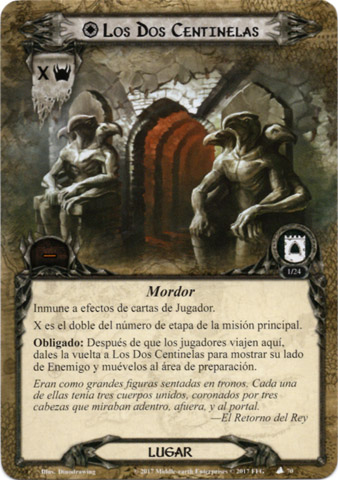 Los Dos Centinelas
X
1/24
Mordor
Inmune a efectos de cartas de Jugador.
X es el doble del número de etapa de la misión principal.
Obligado: Después de que los jugadores viajen aquí,
dales la vuelta a Los Dos Centinelas para mostrar su lado
de Enemigo y muévelos al área de preparación.
Eran como grandes figuras sentadas en tronos. Cada una
de ellas tenía tres cuerpos unidos, coronados por tres
cabezas que miraban adentro, afuera, y al portal.
—El Retorno del Rey
LUGAR
© 2017 Middle-earth Enterprises © 2017 FFG
70